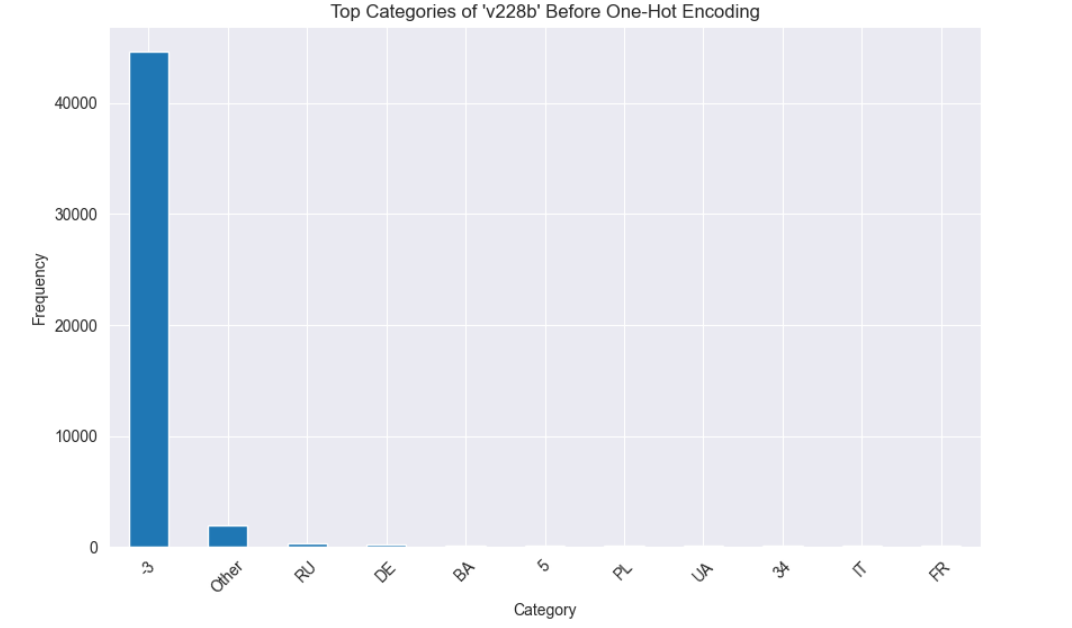 Top Categories of 'v228b' Before One-Hot Encoding
40000
30000
20000
10000
0
Frequency
-3
Other
RU
DE
BA
5
PL
UA
34
IT
FR
Category